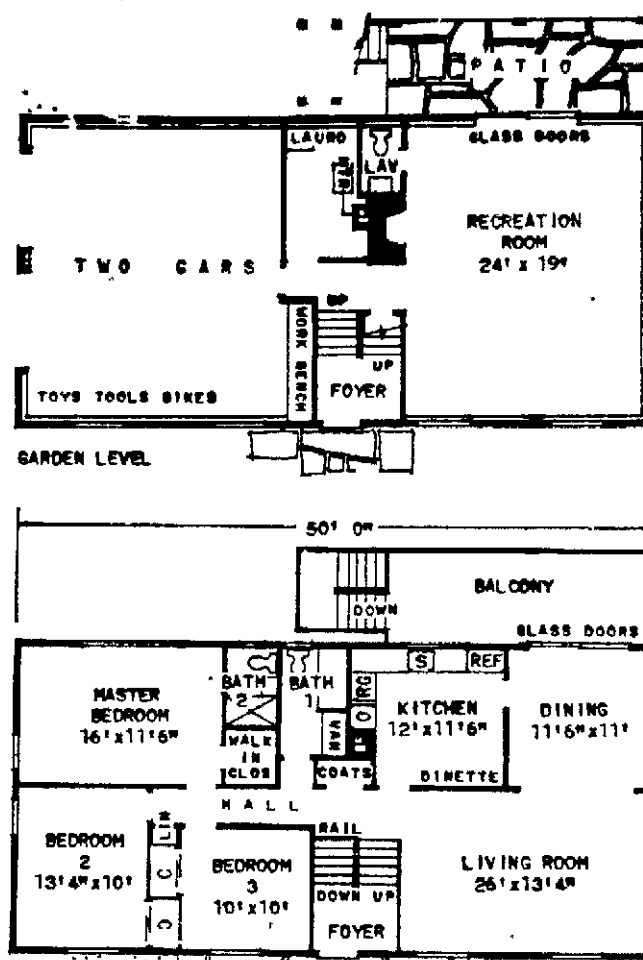 PATIO
LAUND
GLASS DOORS
LAV
HTR
RECREATION
ROOM
24' x 19'
TWO CARS
UP
WORK BENCH
UP
FOYER
TOYS TOOLS BIKES
GARDEN LEVEL
50' 0"
BALCONY
DOWN
GLASS DOORS
MASTER
BEDROOM
16' x 11'6"
BATH
2
BATH
1
S
REF
RG
O
KITCHEN
12' x 11'6"
DINING
11'6" x 11'
WALK
IN
CLOS
VAN
COATS
DINETTE
HALL
LIN
RAIL
BEDROOM
2
13'4" x 10'
C
C
BEDROOM
3
10' x 10'
LIVING ROOM
26' x 13'4"
DOWN UP
FOYER